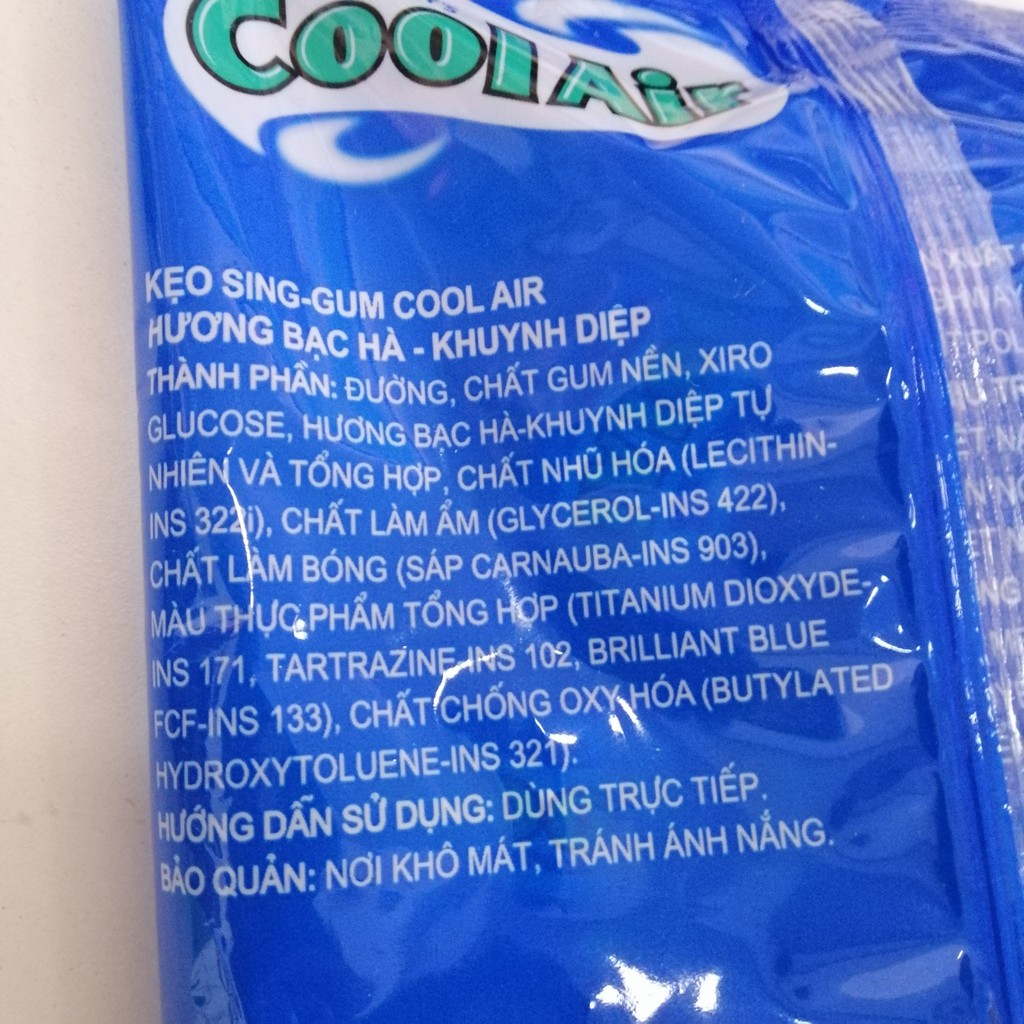 COOL AIR
KẸO SING-GUM COOL AIR
HƯƠNG BẠC HÀ - KHUYNH DIỆP
THÀNH PHẦN: ĐƯỜNG, CHẤT GUM NỀN, XIRO
GLUCOSE, HƯƠNG BẠC HÀ-KHUYNH DIỆP TỰ
NHIÊN VÀ TỔNG HỢP, CHẤT NHŨ HÓA (LECITHIN-
INS 322i), CHẤT LÀM ẨM (GLYCEROL-INS 422),
CHẤT LÀM BÓNG (SÁP CARNAUBA-INS 903),
MÀU THỰC PHẨM TỔNG HỢP (TITANIUM DIOXYDE-
INS 171, TARTRAZINE-INS 102, BRILLIANT BLUE
FCF-INS 133), CHẤT CHỐNG OXY HÓA (BUTYLATED
HYDROXYTOLUENE-INS 321).
HƯỚNG DẪN SỬ DỤNG: DÙNG TRỰC TIẾP.
BẢO QUẢN: NƠI KHÔ MÁT, TRÁNH ÁNH NẮNG.
XUẤT